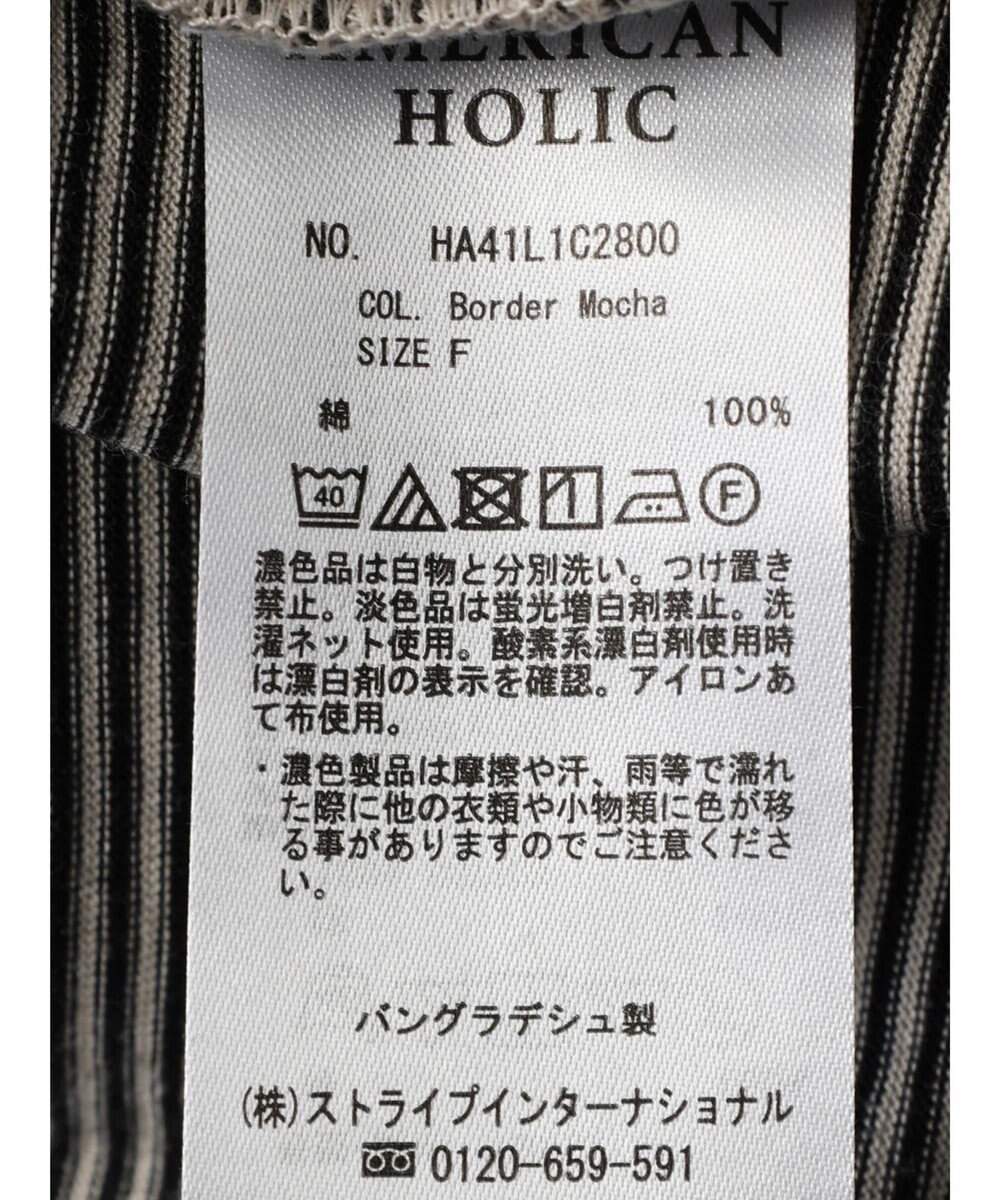 AMERICAN
HOLIC
NO. HA41L1C2800
COL. Border Mocha
SIZE F
綿 100%
40 F
濃色品は白物と分別洗い。つけ置き
禁止。淡色品は蛍光増白剤禁止。洗
濯ネット使用。酸素系漂白剤使用時
は漂白剤の表示を確認。アイロンあ
て布使用。
・濃色製品は摩擦や汗、雨等で濡れ
た際に他の衣類や小物類に色が移
る事がありますのでご注意くださ
い。
バングラデシュ製
(株)ストライプインターナショナル
0120-659-591